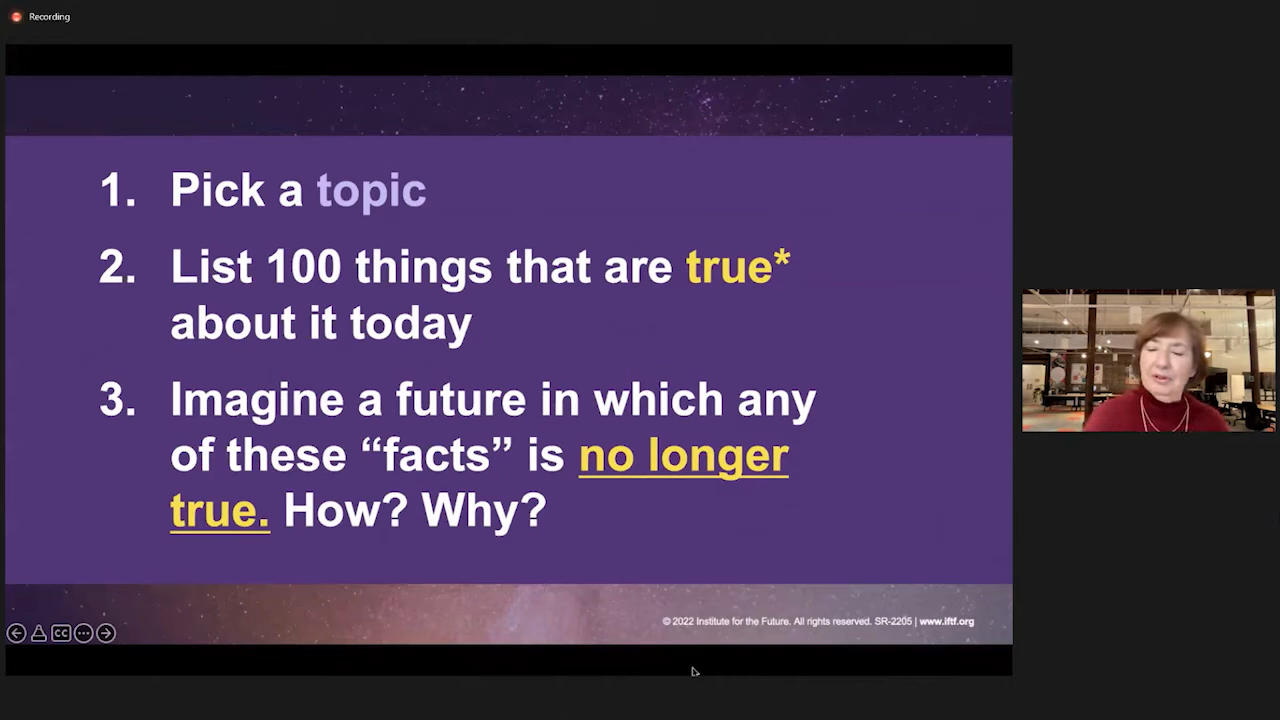 Recording
1. Pick a topic
2. List 100 things that are true*
about it today
3. Imagine a future in which any
of these “facts” is no longer
true. How? Why?
CC
© 2022 Institute for the Future. All rights reserved. SR-2205 | www.iftf.org